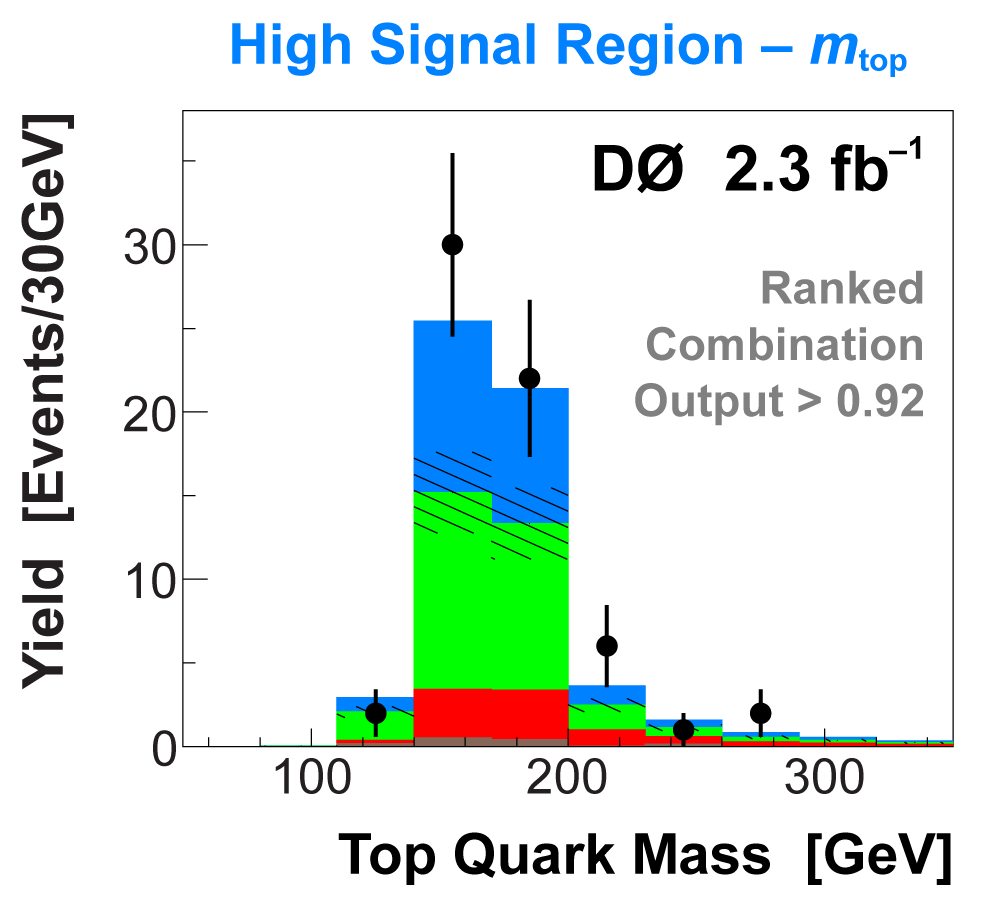 High Signal Region – mtop
DØ 2.3 fb–1
Ranked
Combination
Output > 0.92
Yield [Events/30GeV]
30
20
10
0
100 200 300
Top Quark Mass [GeV]